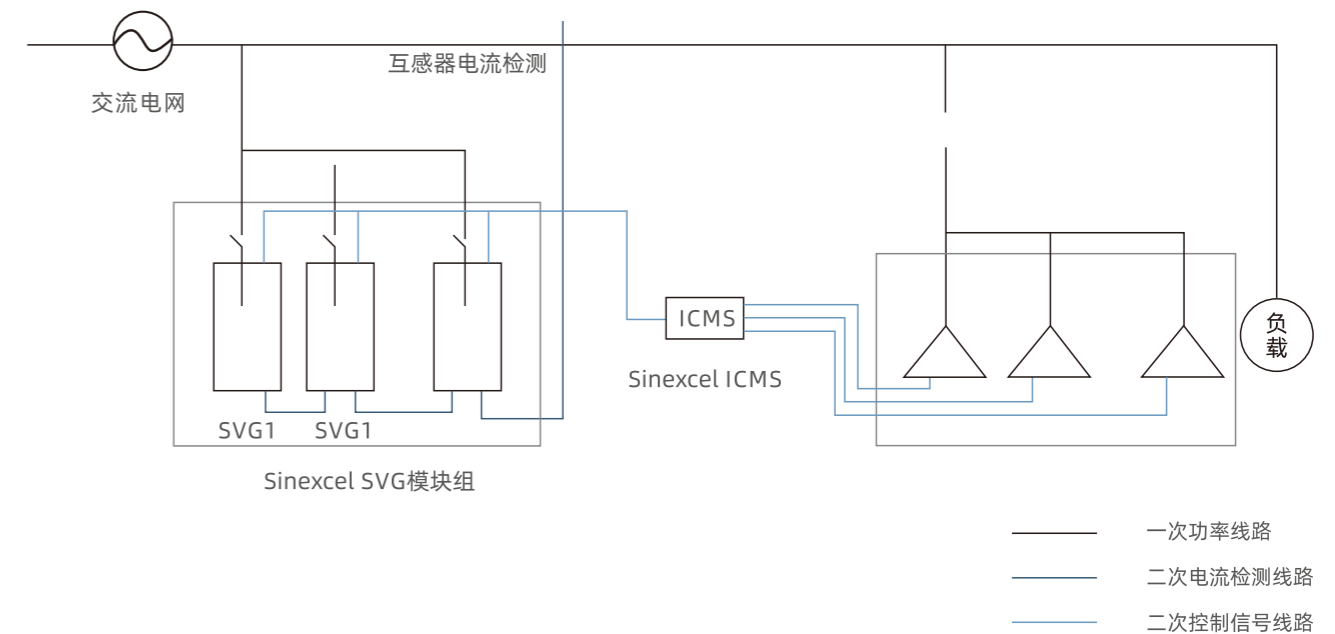 互感器电流检测
交流电网
负
载
ICMS
Sinexcel ICMS
SVG1
SVG1
Sinexcel SVG模块组
一次功率线路
二次电流检测线路
二次控制信号线路